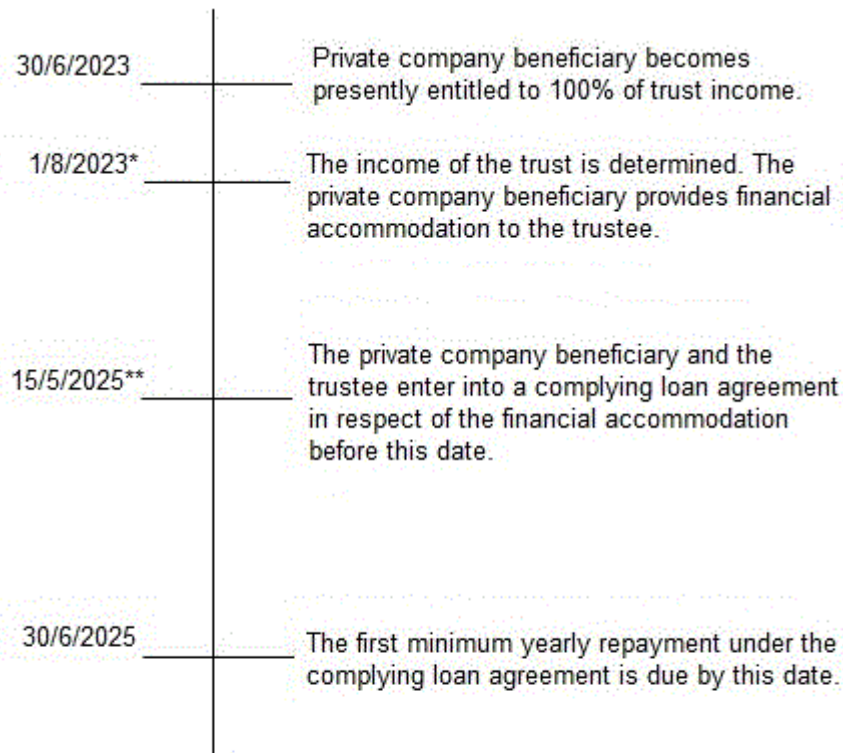 30/6/2023
Private company beneficiary becomes
presently entitled to 100% of trust income.
1/8/2023*
The income of the trust is determined. The
private company beneficiary provides financial
accommodation to the trustee.
15/5/2025**
The private company beneficiary and the
trustee enter into a complying loan agreement
in respect of the financial accommodation
before this date.
30/6/2025
The first minimum yearly repayment under the
complying loan agreement is due by this date.